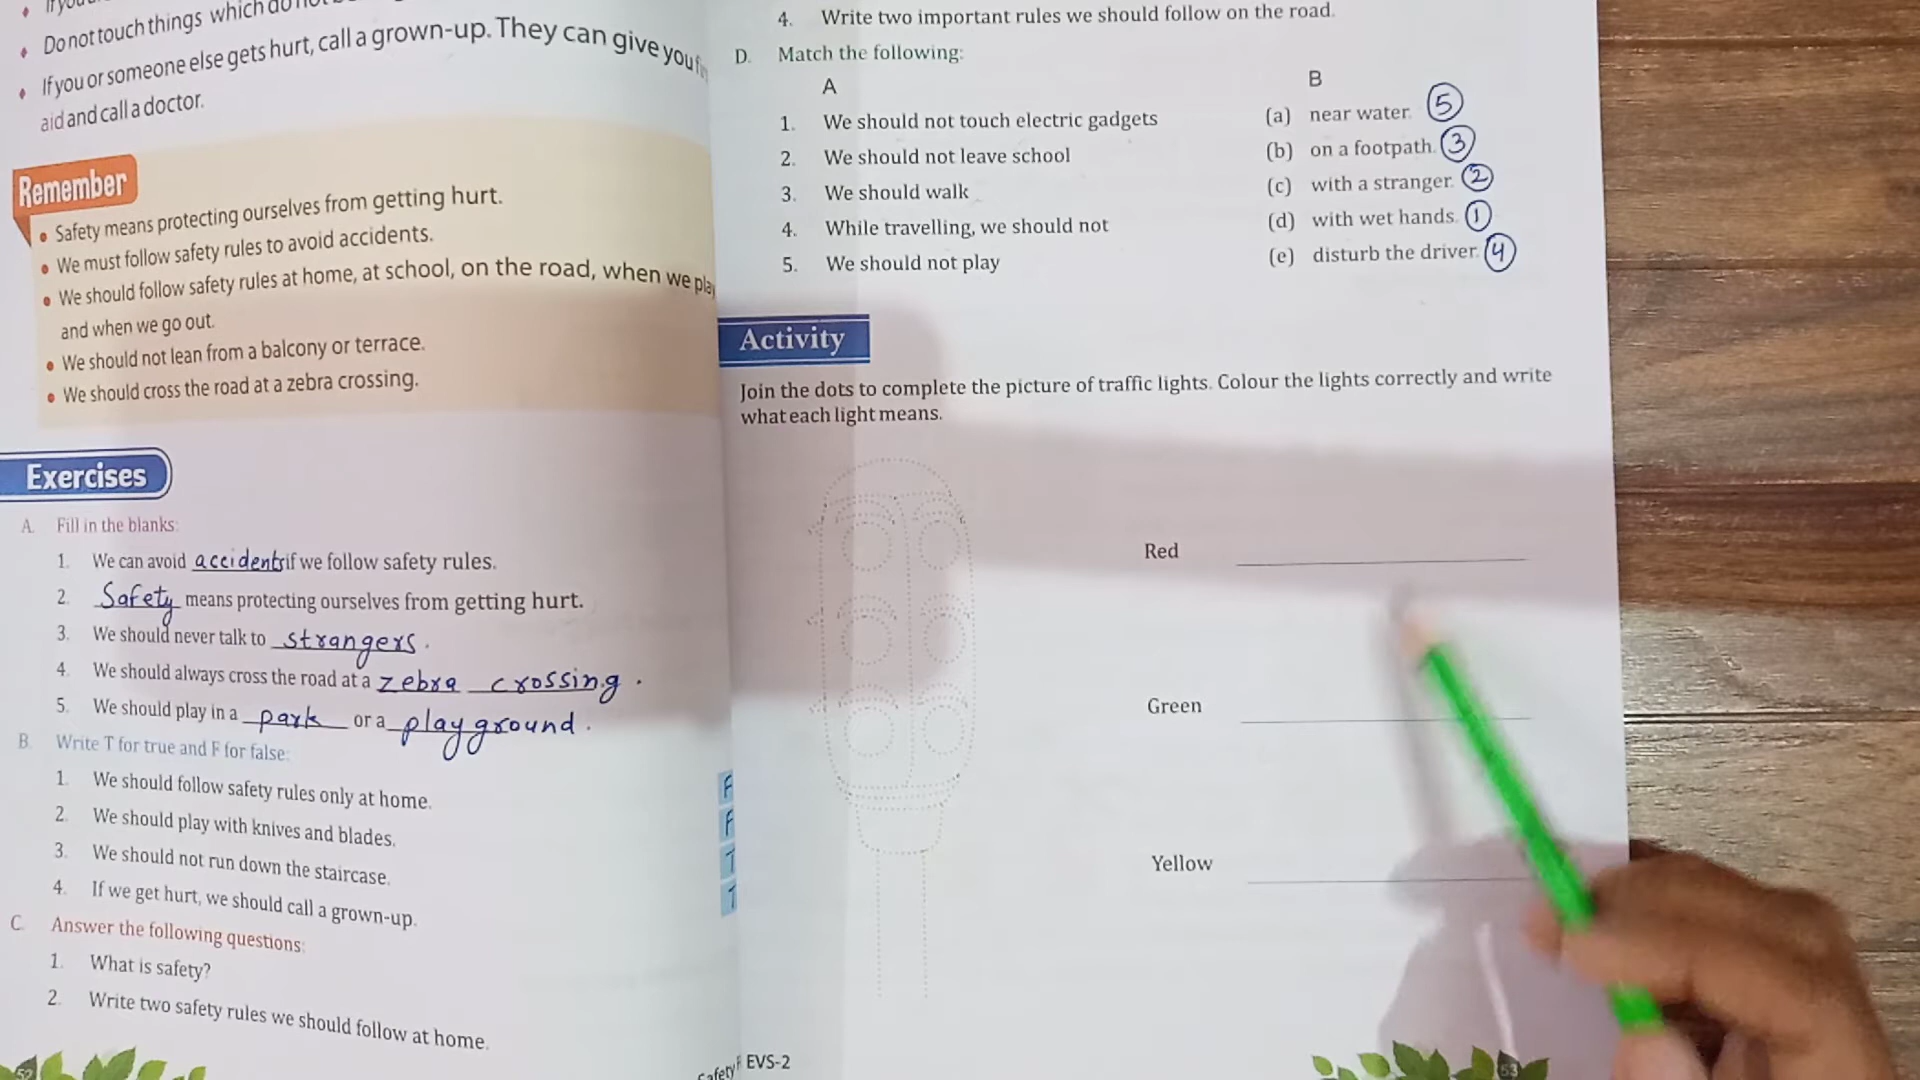 Do not touch things which do not
If you or someone else gets hurt, call a grown-up. They can give you
aid and call a doctor.
Remember
Safety means protecting ourselves from getting hurt.
We must follow safety rules to avoid accidents.
We should follow safety rules at home, at school, on the road, when we play
and when we go out.
We should not lean from a balcony or terrace.
We should cross the road at a zebra crossing.
Exercises
A. Fill in the blanks:
1. We can avoid accidents if we follow safety rules.
2. Safety means protecting ourselves from getting hurt.
3. We should never talk to strangers.
4. We should always cross the road at a zebra crossing.
5. We should play in a park or a playground.
B. Write T for true and F for false:
1. We should follow safety rules only at home. F
2. We should play with knives and blades. F
3. We should not run down the staircase. T
4. If we get hurt, we should call a grown-up. T
C. Answer the following questions:
1. What is safety?
2. Write two safety rules we should follow at home.
52
4. Write two important rules we should follow on the road.
D. Match the following:
A B
1. We should not touch electric gadgets (a) near water. 5
2. We should not leave school (b) on a footpath. 3
3. We should walk (c) with a stranger. 2
4. While travelling, we should not (d) with wet hands. 1
5. We should not play (e) disturb the driver. 4
Activity
Join the dots to complete the picture of traffic lights. Colour the lights correctly and write
what each light means.
Red
Green
Yellow
Safety EVS-2
53